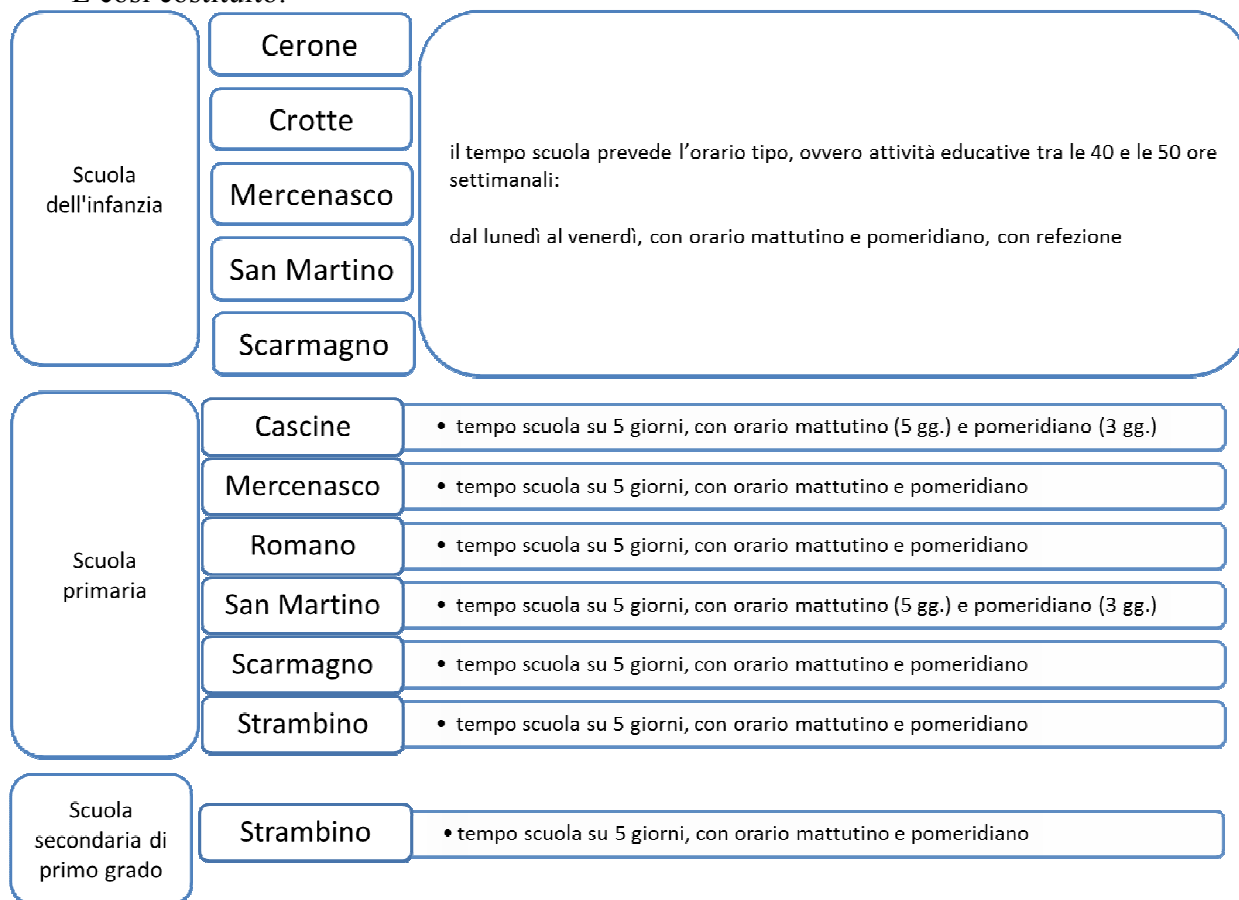 E' così costituito:
Scuola
dell'infanzia
Cerone
Crotte
Mercenasco
San Martino
Scarmagno
il tempo scuola prevede l'orario tipo, ovvero attività educative tra le 40 e le 50 ore
settimanali:
dal lunedì al venerdì, con orario mattutino e pomeridiano, con refezione
Scuola
primaria
Cascine
• tempo scuola su 5 giorni, con orario mattutino (5 gg.) e pomeridiano (3 gg.)
Mercenasco
• tempo scuola su 5 giorni, con orario mattutino e pomeridiano
Romano
• tempo scuola su 5 giorni, con orario mattutino e pomeridiano
San Martino
• tempo scuola su 5 giorni, con orario mattutino (5 gg.) e pomeridiano (3 gg.)
Scarmagno
• tempo scuola su 5 giorni, con orario mattutino e pomeridiano
Strambino
• tempo scuola su 5 giorni, con orario mattutino e pomeridiano
Scuola
secondaria di
primo grado
Strambino
• tempo scuola su 5 giorni, con orario mattutino e pomeridiano